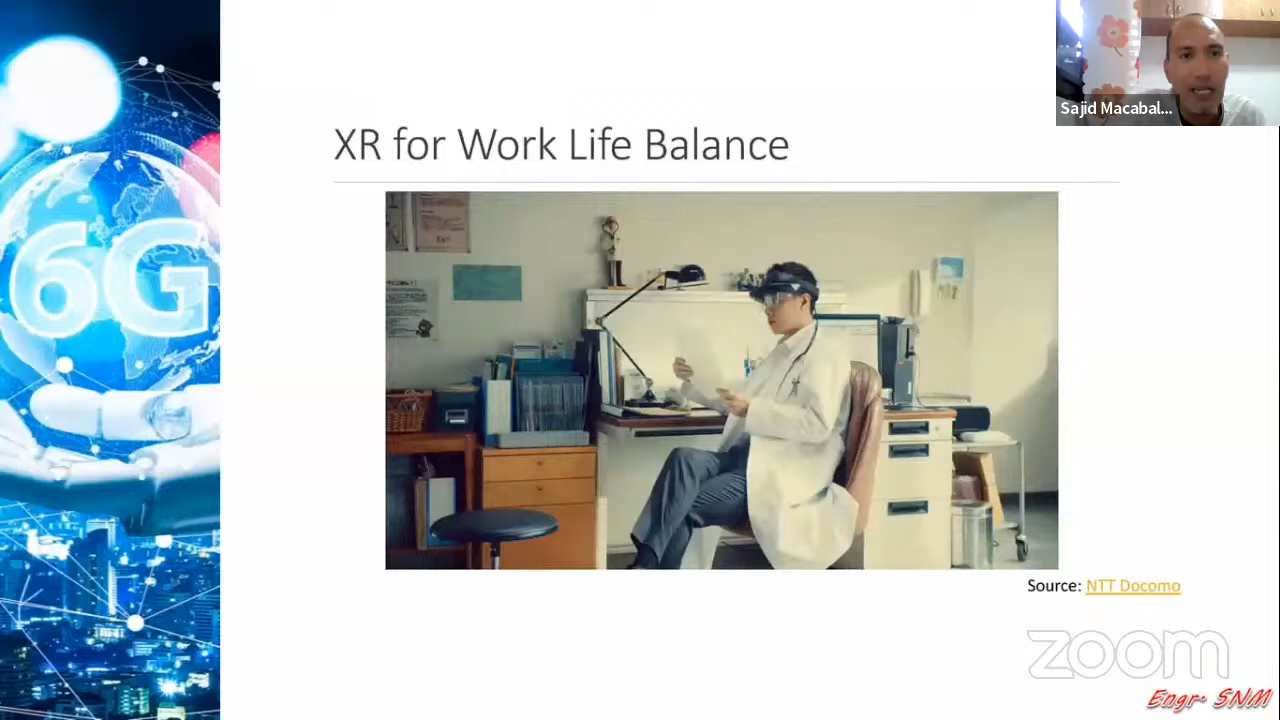 6G
XR for Work Life Balance
Sajid Macabal...
Source: NTT Docomo
zoom
Engr. SNM